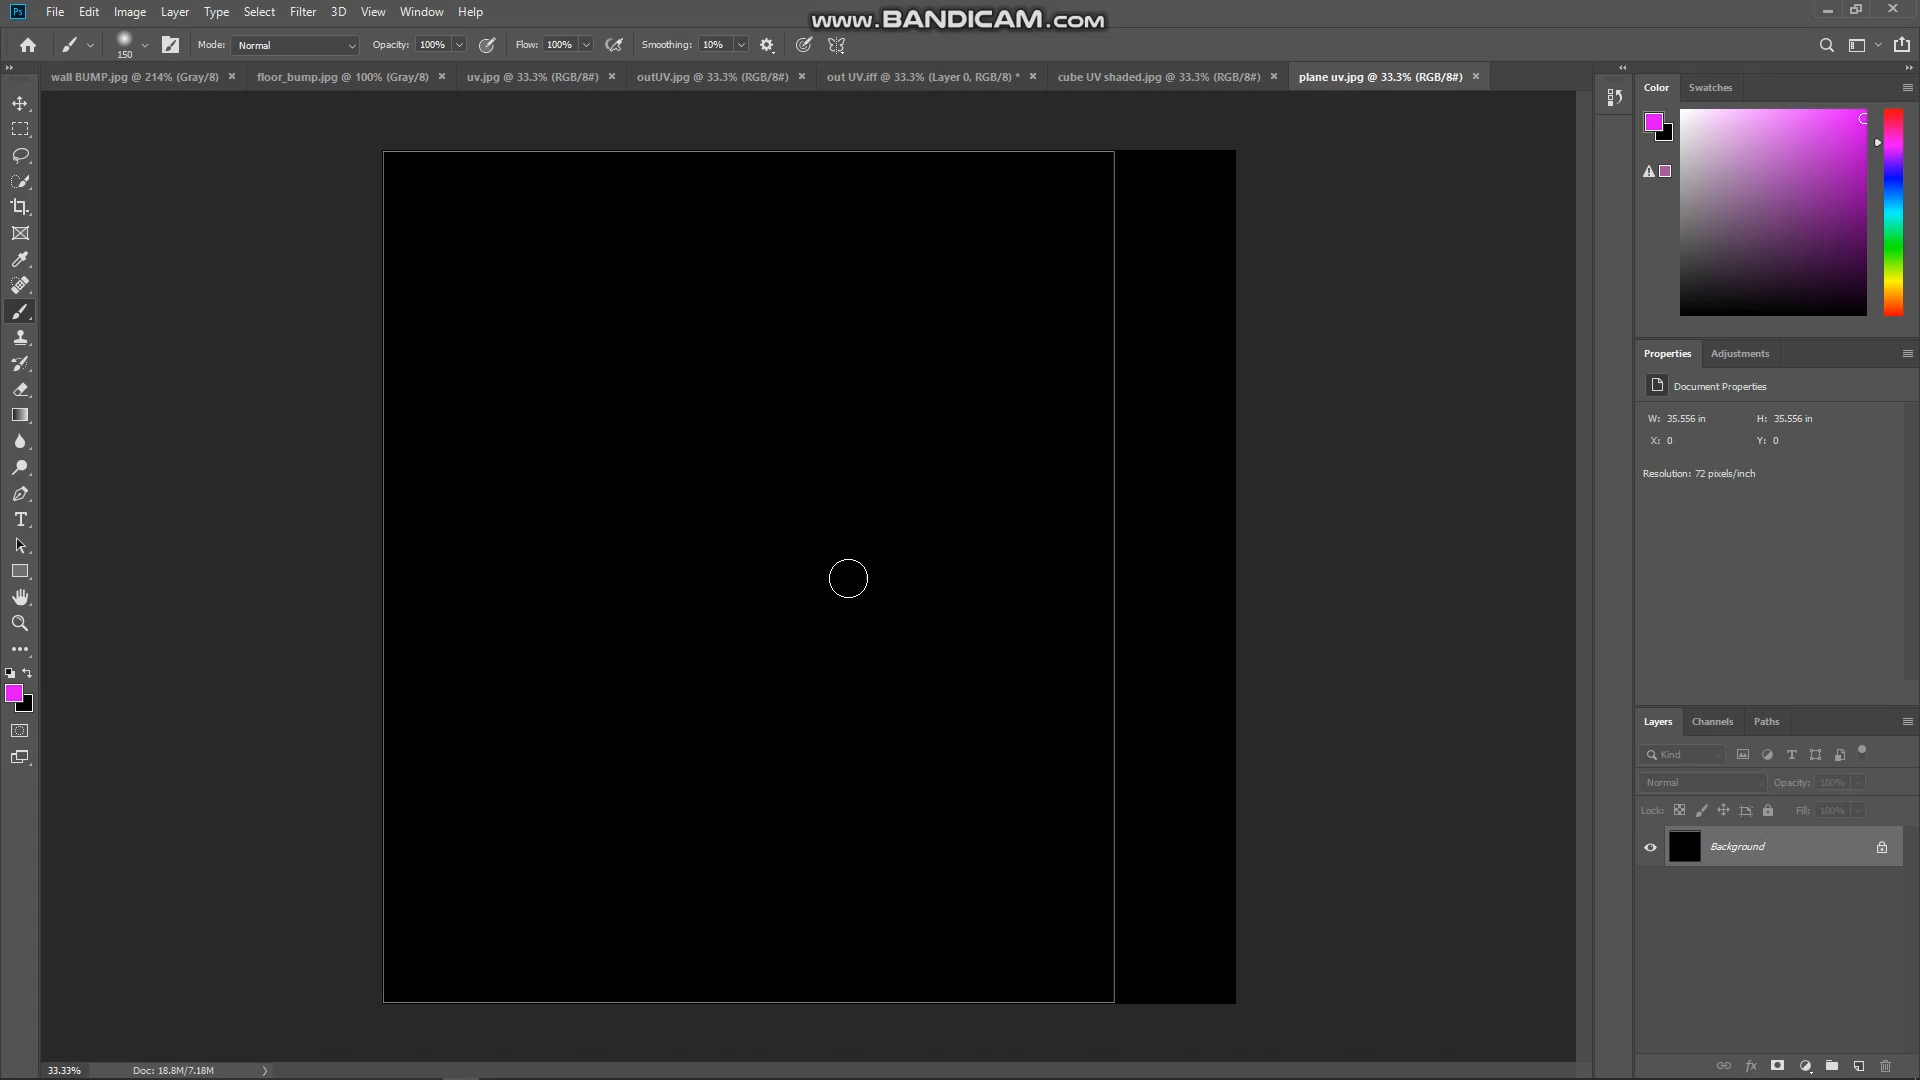 Ps File Edit Image Layer Type Select Filter 3D View Window Help
www.BANDICAM.com
150 Mode: Normal Opacity: 100% Flow: 100% Smoothing: 10%
wall BUMP.jpg @ 214% (Gray/8) floor_bump.jpg @ 100% (Gray/8) uv.jpg @ 33.3% (RGB/8#) outUV.jpg @ 33.3% (RGB/8#) out UV.iff @ 33.3% (Layer 0, RGB/8) * cube UV shaded.jpg @ 33.3% (RGB/8#) plane uv.jpg @ 33.3% (RGB/8#)
Color Swatches
Properties Adjustments
Document Properties
W: 35.556 in H: 35.556 in
X: 0 Y: 0
Resolution: 72 pixels/inch
Layers Channels Paths
Kind
Normal Opacity: 100%
Lock: Fill: 100%
Background
33.33% Doc: 18.8M/7.18M